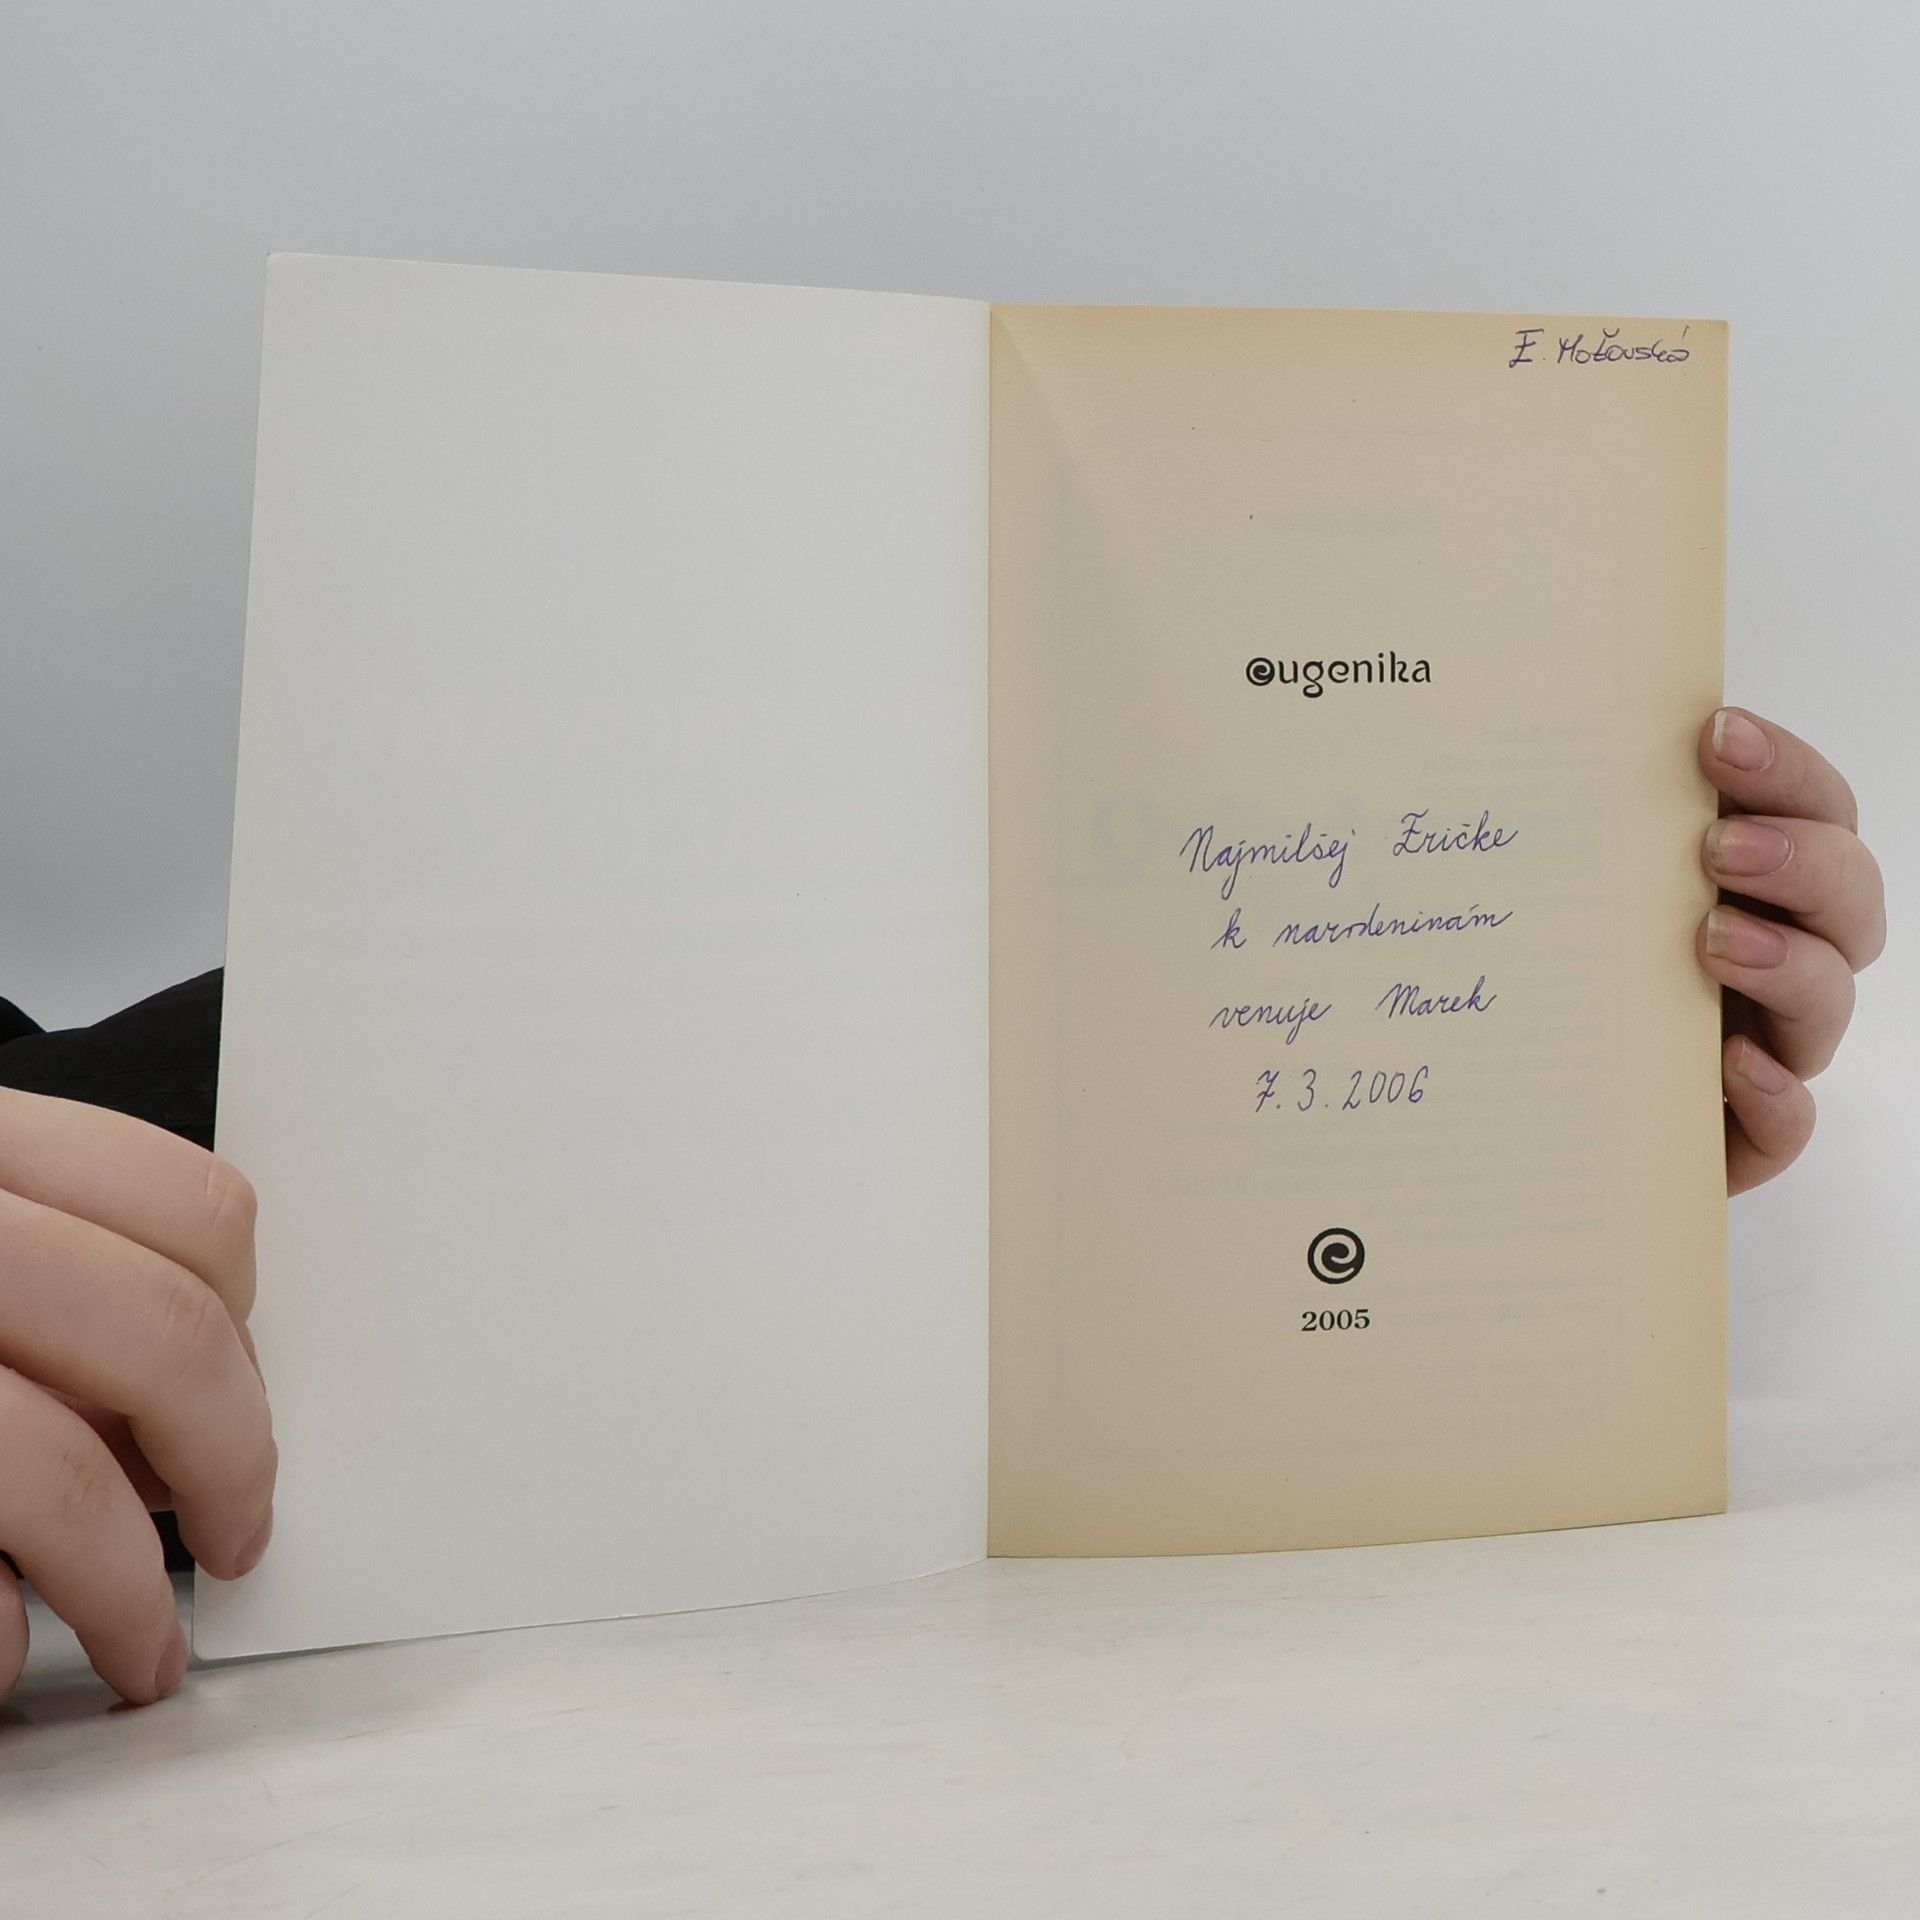 E. Moťovská
eugenika
Najmilšej Eričke
k narodeninám
venuje Marek
7.3.2006
2005